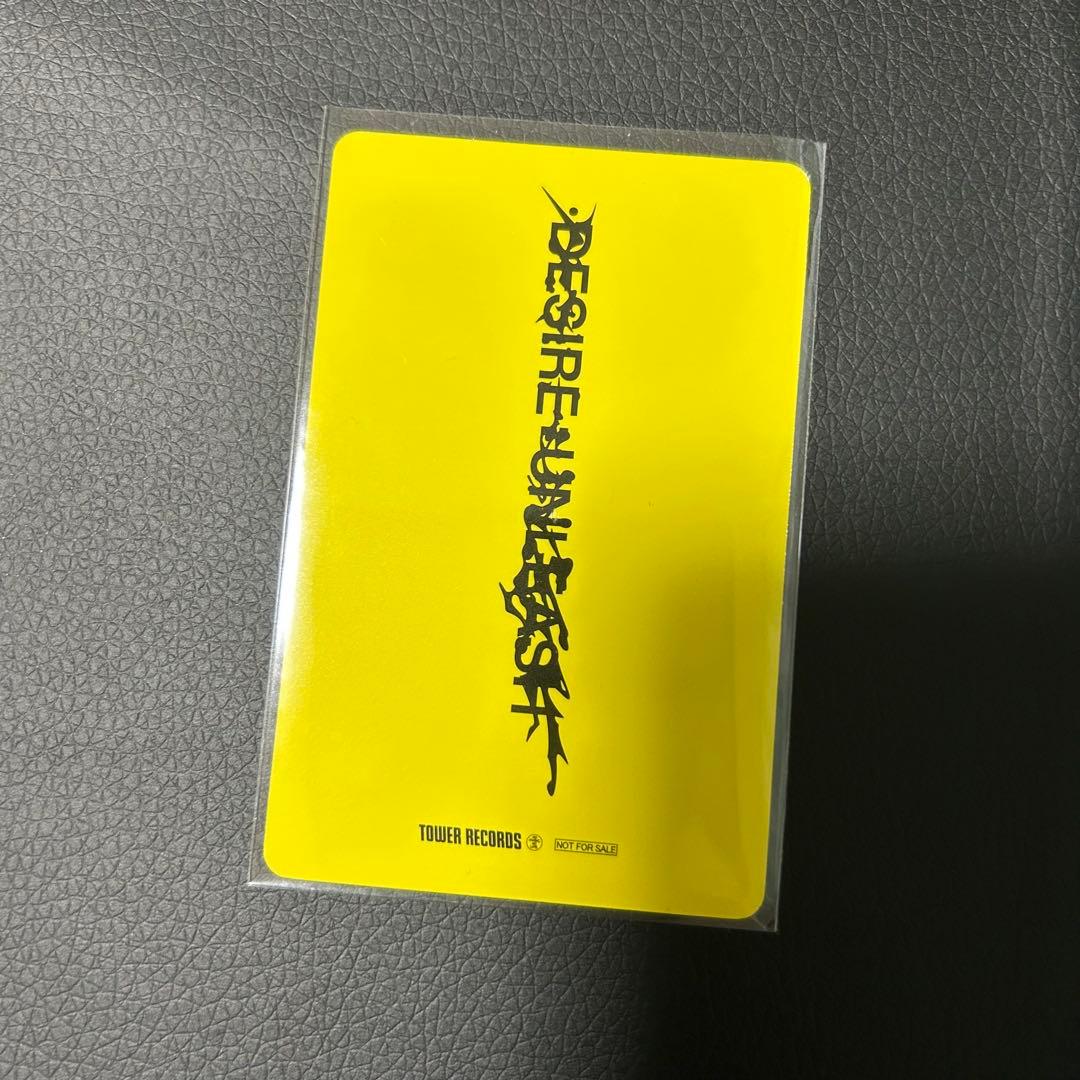 DESIRE : UNLEASH
TOWER RECORDS
NOT FOR SALE